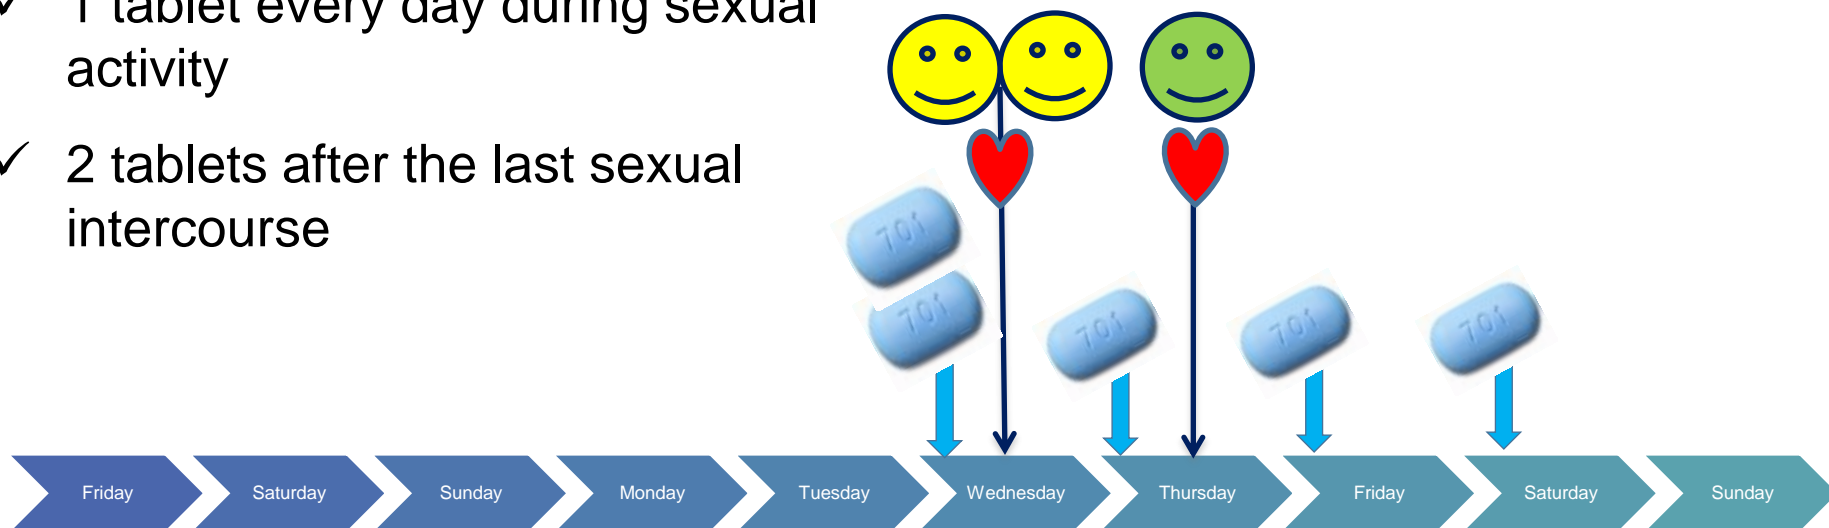 ✓ 1 tablet every day during sexual
activity
✓ 2 tablets after the last sexual
intercourse
701
701
701
701
701
Friday Saturday Sunday Monday Tuesday Wednesday Thursday Friday Saturday Sunday